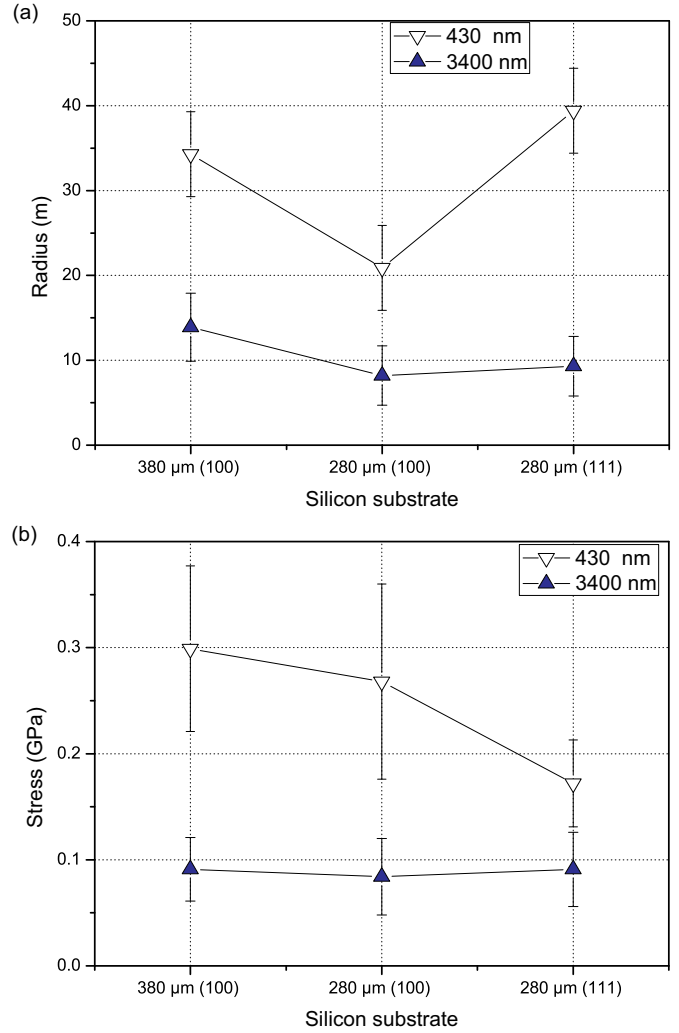 (a)
50
40
30
20
10
0
Radius (m)
430 nm
3400 nm
380 µm (100) 280 µm (100) 280 µm (111)
Silicon substrate
(b)
0.4
0.3
0.2
0.1
0.0
Stress (GPa)
430 nm
3400 nm
380 µm (100) 280 µm (100) 280 µm (111)
Silicon substrate